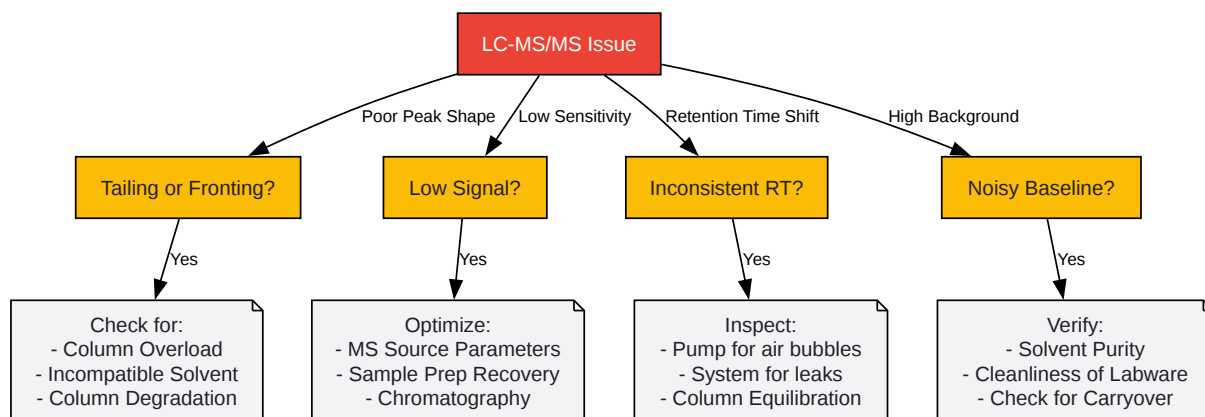 LC-MS/MS Issue
Poor Peak Shape
Low Sensitivity
Retention Time Shift
High Background
Tailing or Fronting?
Low Signal?
Inconsistent RT?
Noisy Baseline?
Yes
Yes
Yes
Yes
Check for:
- Column Overload
- Incompatible Solvent
- Column Degradation
Optimize:
- MS Source Parameters
- Sample Prep Recovery
- Chromatography
Inspect:
- Pump for air bubbles
- System for leaks
- Column Equilibration
Verify:
- Solvent Purity
- Cleanliness of Labware
- Check for Carryover